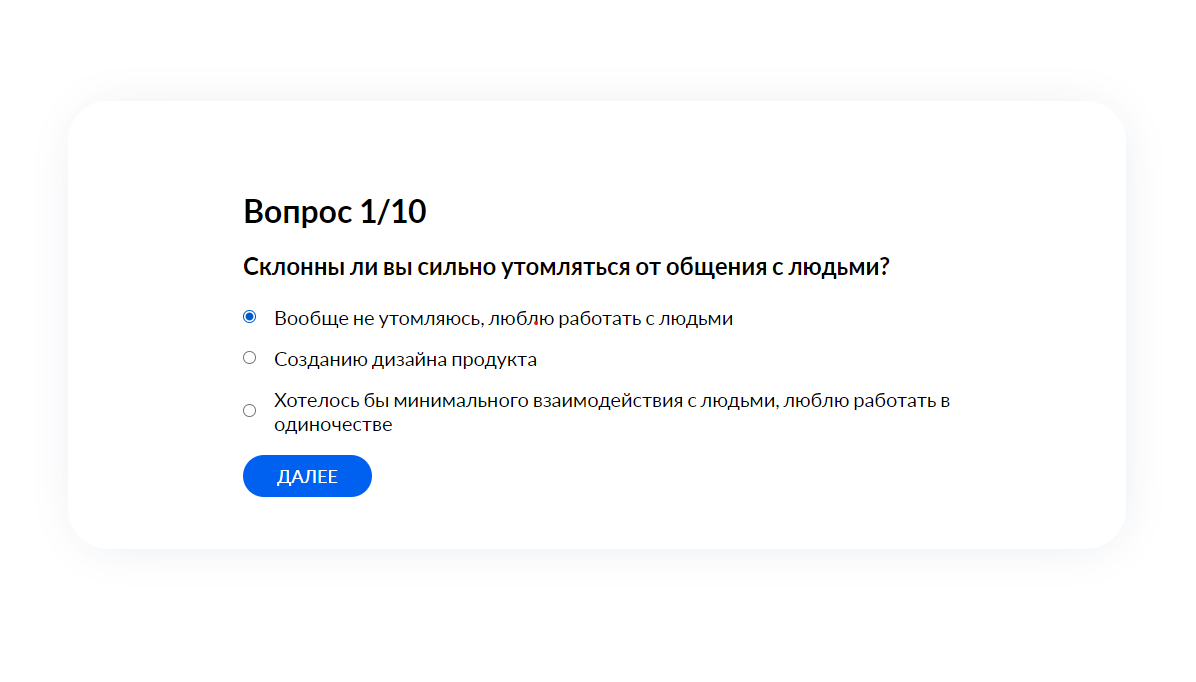 Вопрос 1/10
Склонны ли вы сильно утомляться от общения с людьми?
Вообще не утомляюсь, люблю работать с людьми
Созданию дизайна продукта
Хотелось бы минимального взаимодействия с людьми, люблю работать в
одиночестве
ДАЛЕЕ